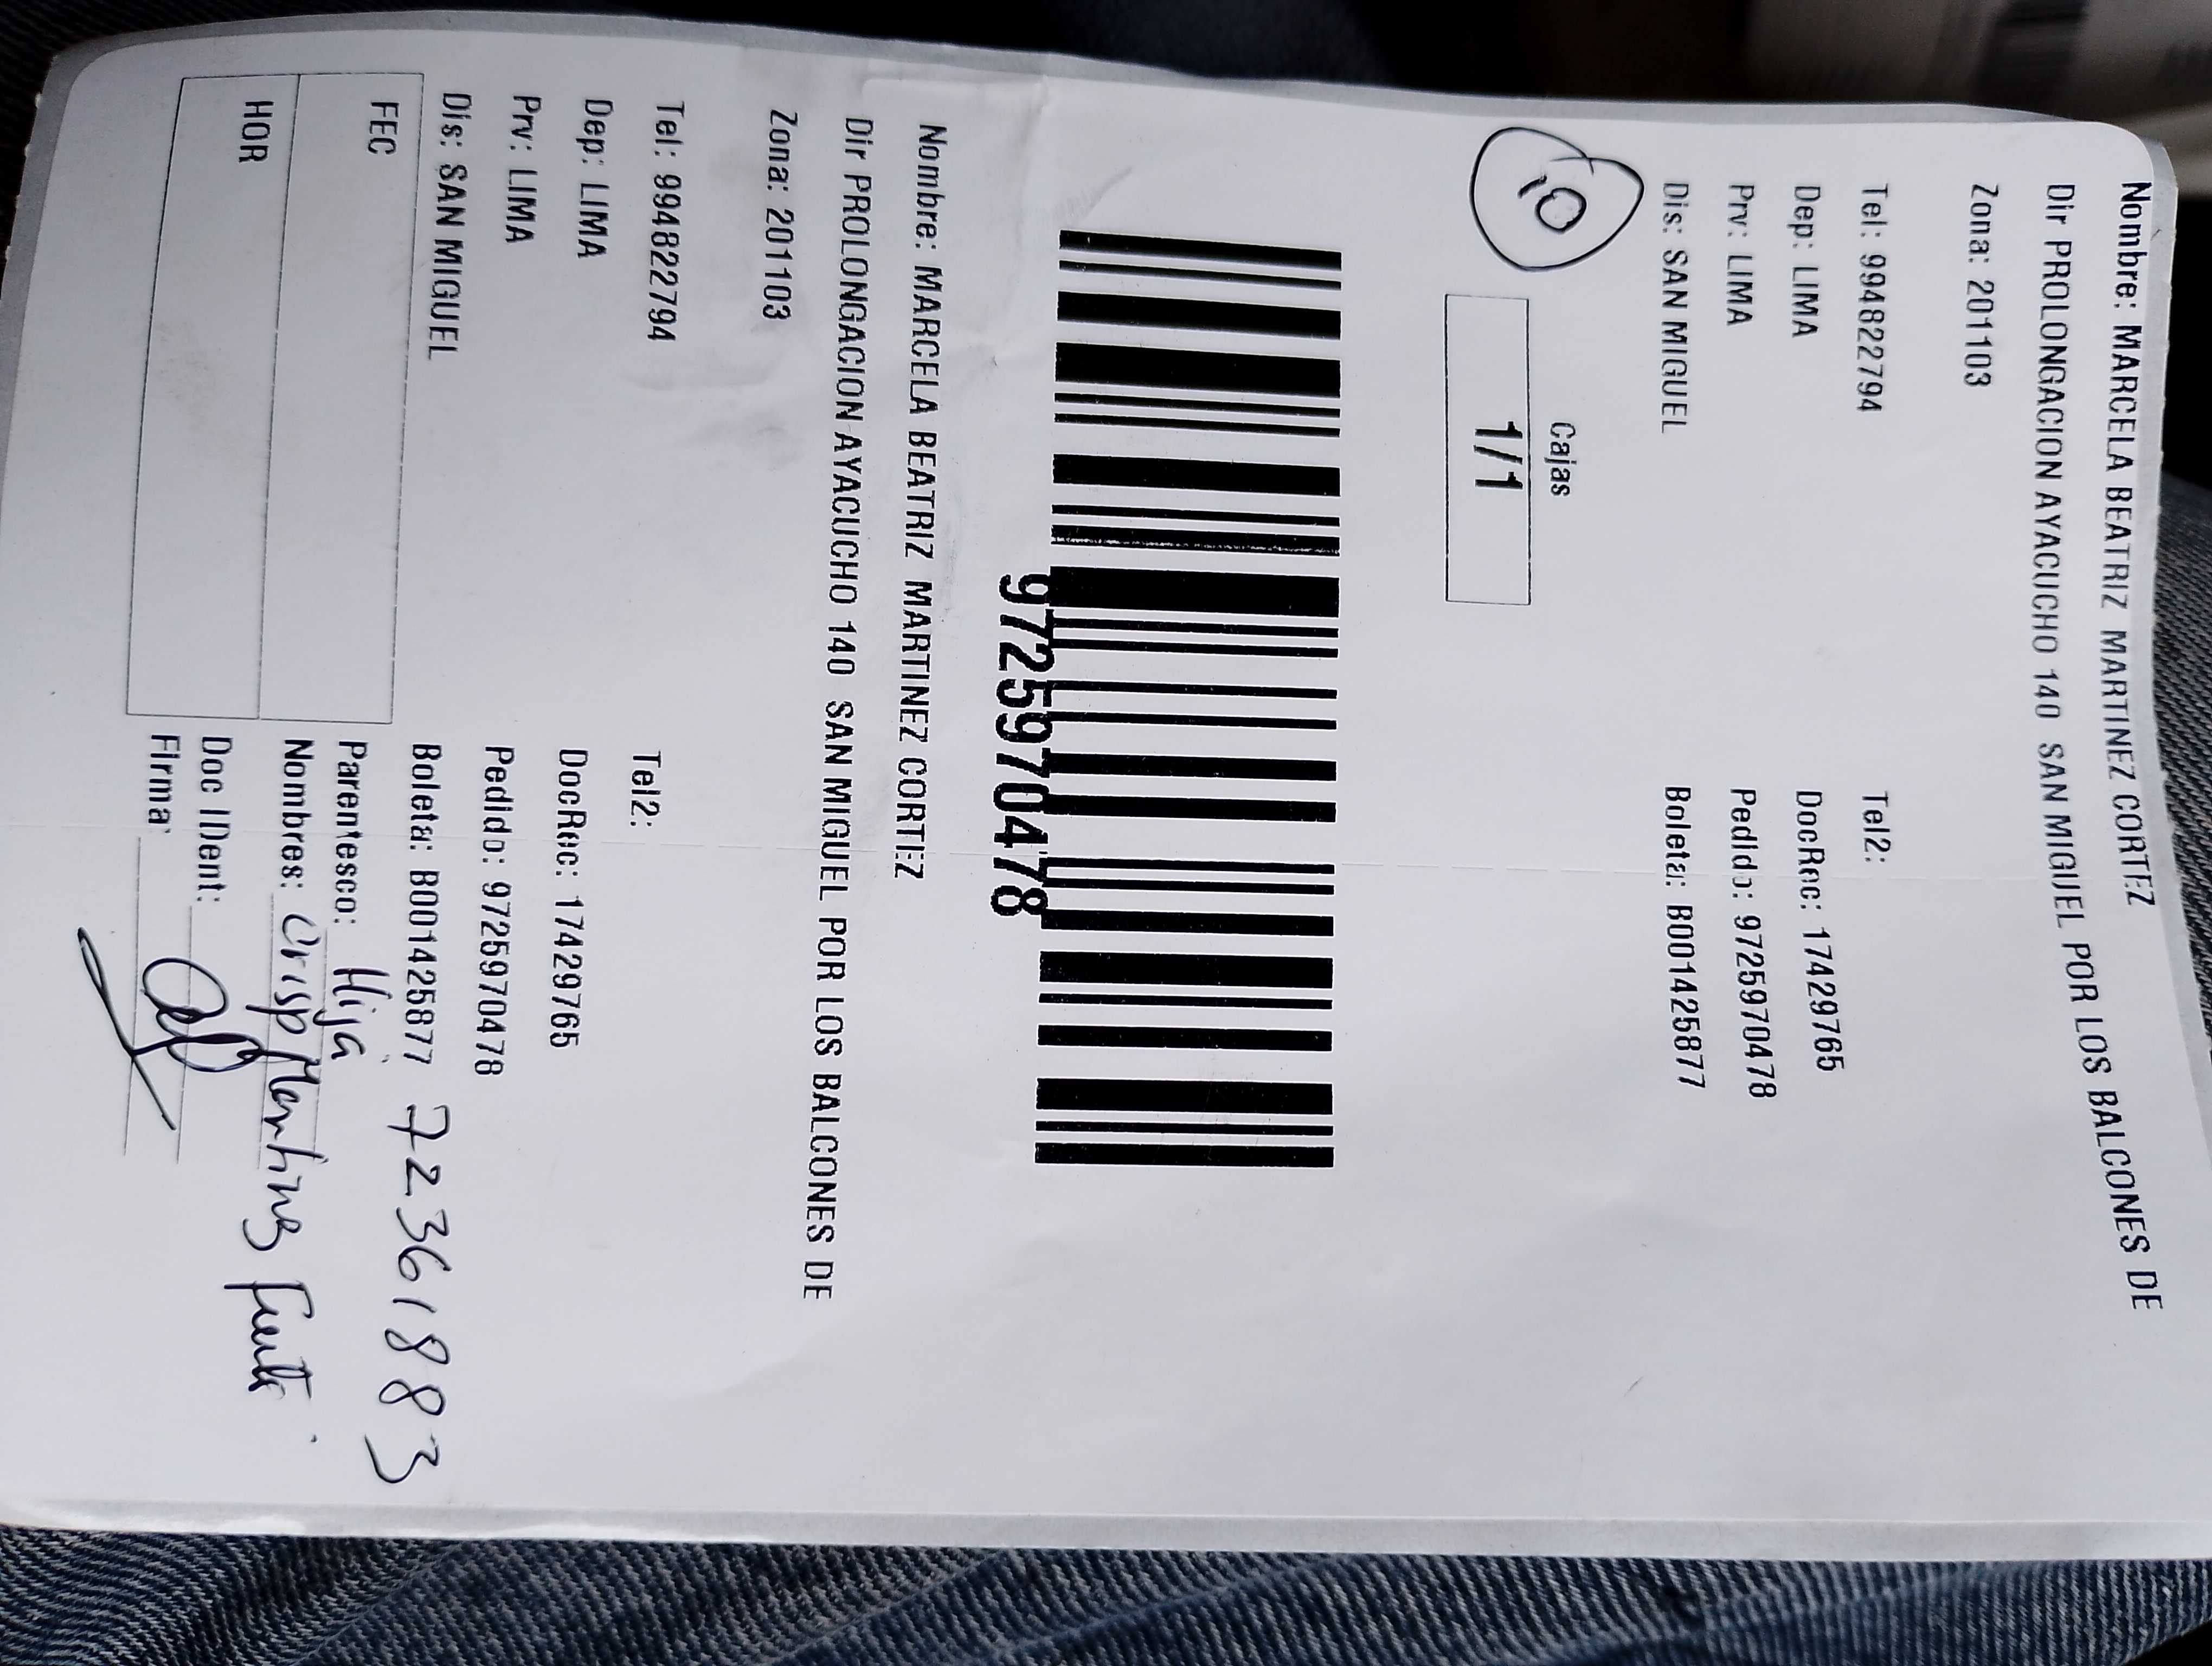 Nombre: MARCELA BEATRIZ MARTINEZ CORTEZ
Dir PROLONGACION AYACUCHO 140 SAN MIGUEL POR LOS BALCONES DE
Zona: 201103
Tel: 994822794 Tel2:
Dep: LIMA DocRec: 17429765
Prv: LIMA Pedido: 9725970478
Dis: SAN MIGUEL Boleta: B001425877
10
Cajas
1/1
9725970478
Nombre: MARCELA BEATRIZ MARTINEZ CORTEZ
Dir PROLONGACION AYACUCHO 140 SAN MIGUEL POR LOS BALCONES DE
Zona: 201103
Tel: 994822794 Tel2:
Dep: LIMA DocRec: 17429765
Prv: LIMA Pedido: 9725970478
Dis: SAN MIGUEL Boleta: B001425877 72361883
FEC Parentesco: Hija
HOR Nombres:
Doc IDent:
Firma: